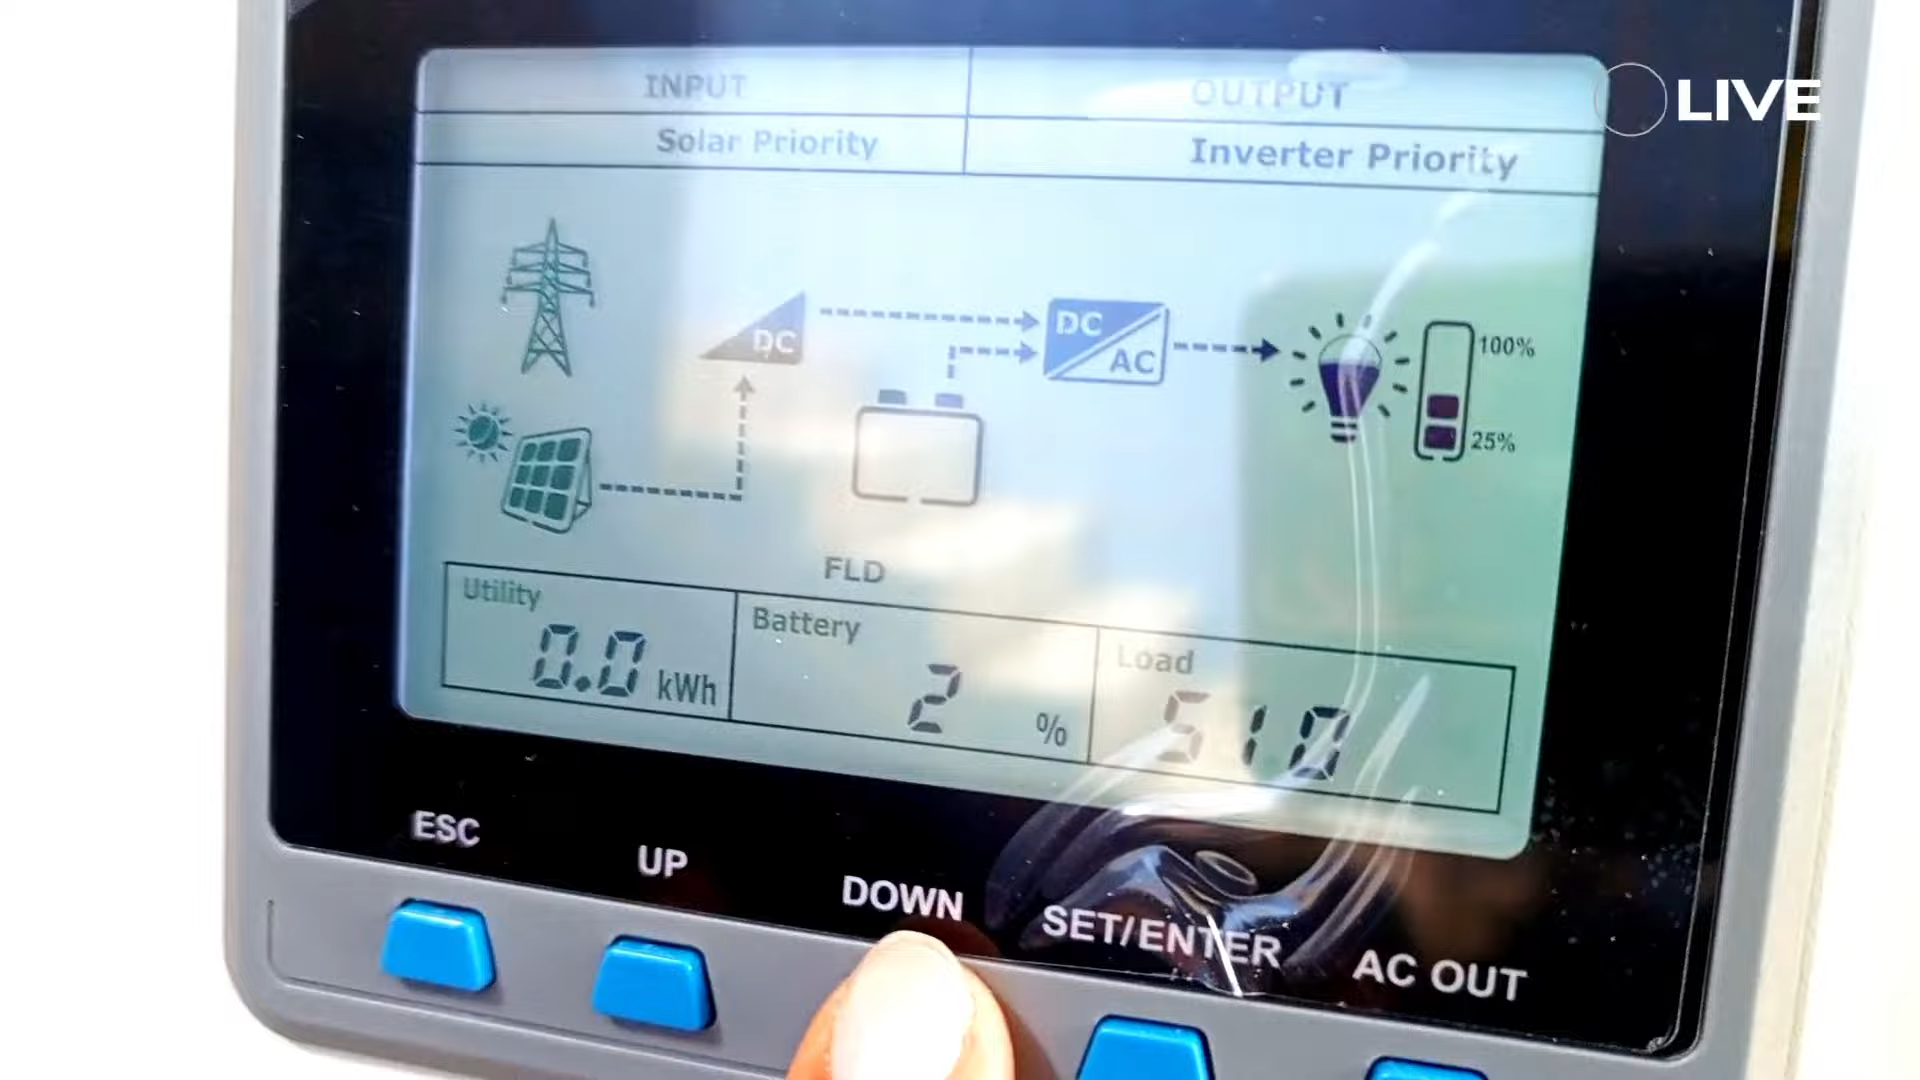 LIVE
INPUT
OUTPUT
Solar Priority
Inverter Priority
DC
DC
AC
100%
25%
FLD
Utility
0.0 kWh
Battery
2 %
Load
510
ESC
UP
DOWN
SET/ENTER
AC OUT